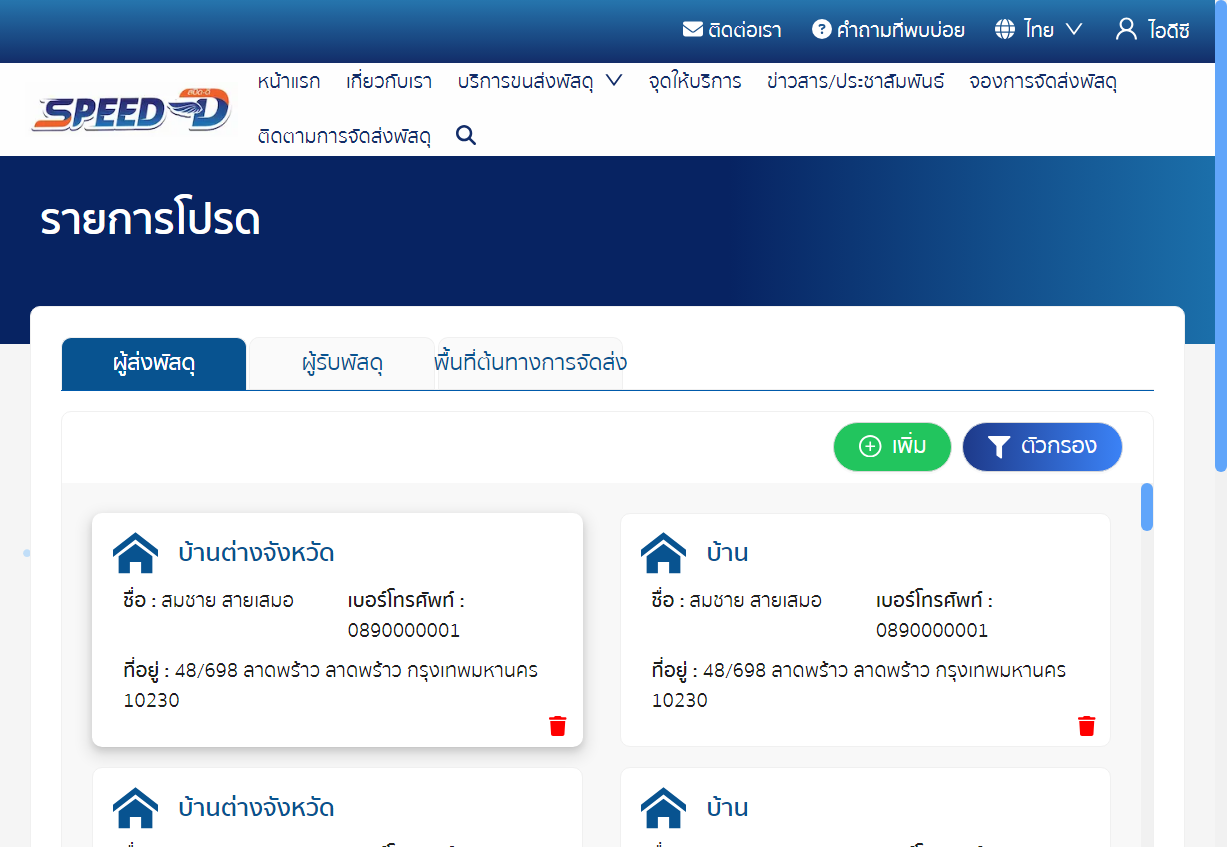 ติดต่อเรา คำถามที่พบบ่อย ไทย ไอดีซี
สปีด-ดี
SPEED D
หน้าแรก เกี่ยวกับเรา บริการขนส่งพัสดุ จุดให้บริการ ข่าวสาร/ประชาสัมพันธ์ จองการจัดส่งพัสดุ
ติดตามการจัดส่งพัสดุ
รายการโปรด
ผู้ส่งพัสดุ ผู้รับพัสดุ พื้นที่ต้นทางการจัดส่ง
เพิ่ม ตัวกรอง
บ้านต่างจังหวัด
ชื่อ : สมชาย สายเสมอ เบอร์โทรศัพท์ :
0890000001
ที่อยู่ : 48/698 ลาดพร้าว ลาดพร้าว กรุงเทพมหานคร
10230
บ้าน
ชื่อ : สมชาย สายเสมอ เบอร์โทรศัพท์ :
0890000001
ที่อยู่ : 48/698 ลาดพร้าว ลาดพร้าว กรุงเทพมหานคร
10230
บ้านต่างจังหวัด
บ้าน